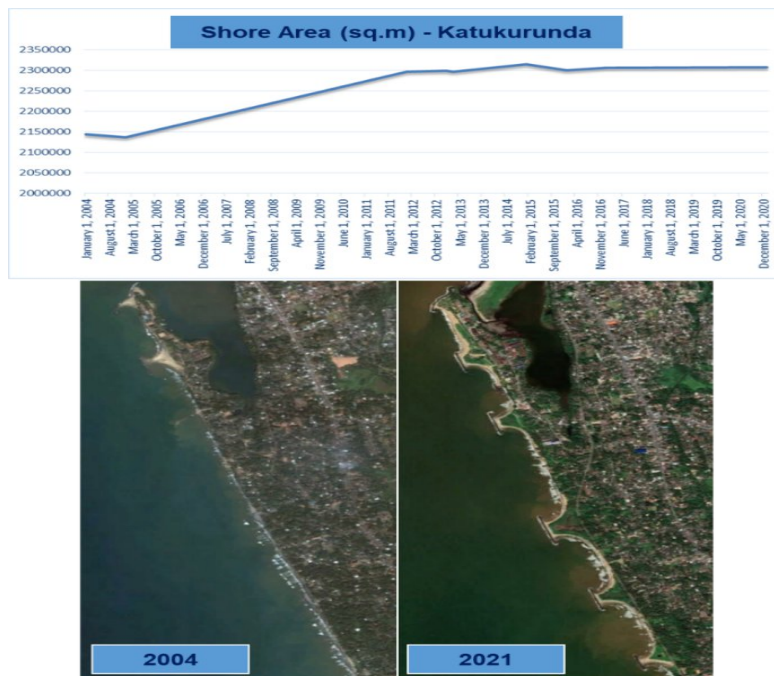 Shore Area (sq.m) - Katukurunda
2350000
2300000
2250000
2200000
2150000
2100000
2050000
2000000
January 1, 2004
August 1, 2004
March 1, 2005
October 1, 2005
May 1, 2006
December 1, 2006
July 1, 2007
February 1, 2008
September 1, 2008
April 1, 2009
November 1, 2009
June 1, 2010
January 1, 2011
August 1, 2011
March 1, 2012
October 1, 2012
May 1, 2013
December 1, 2013
July 1, 2014
February 1, 2015
September 1, 2015
April 1, 2016
November 1, 2016
June 1, 2017
January 1, 2018
August 1, 2018
March 1, 2019
October 1, 2019
May 1, 2020
December 1, 2020
2004
2021